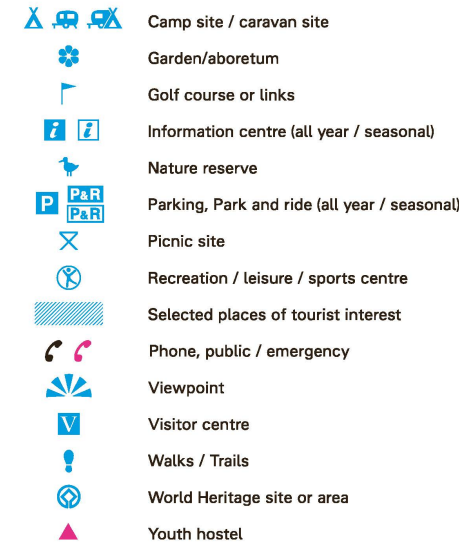 Camp site / caravan site
Garden/aboretum
Golf course or links
i i Information centre (all year / seasonal)
Nature reserve
P P&R P&R Parking, Park and ride (all year / seasonal)
Picnic site
Recreation / leisure / sports centre
Selected places of tourist interest
Phone, public / emergency
Viewpoint
V Visitor centre
Walks / Trails
World Heritage site or area
Youth hostel